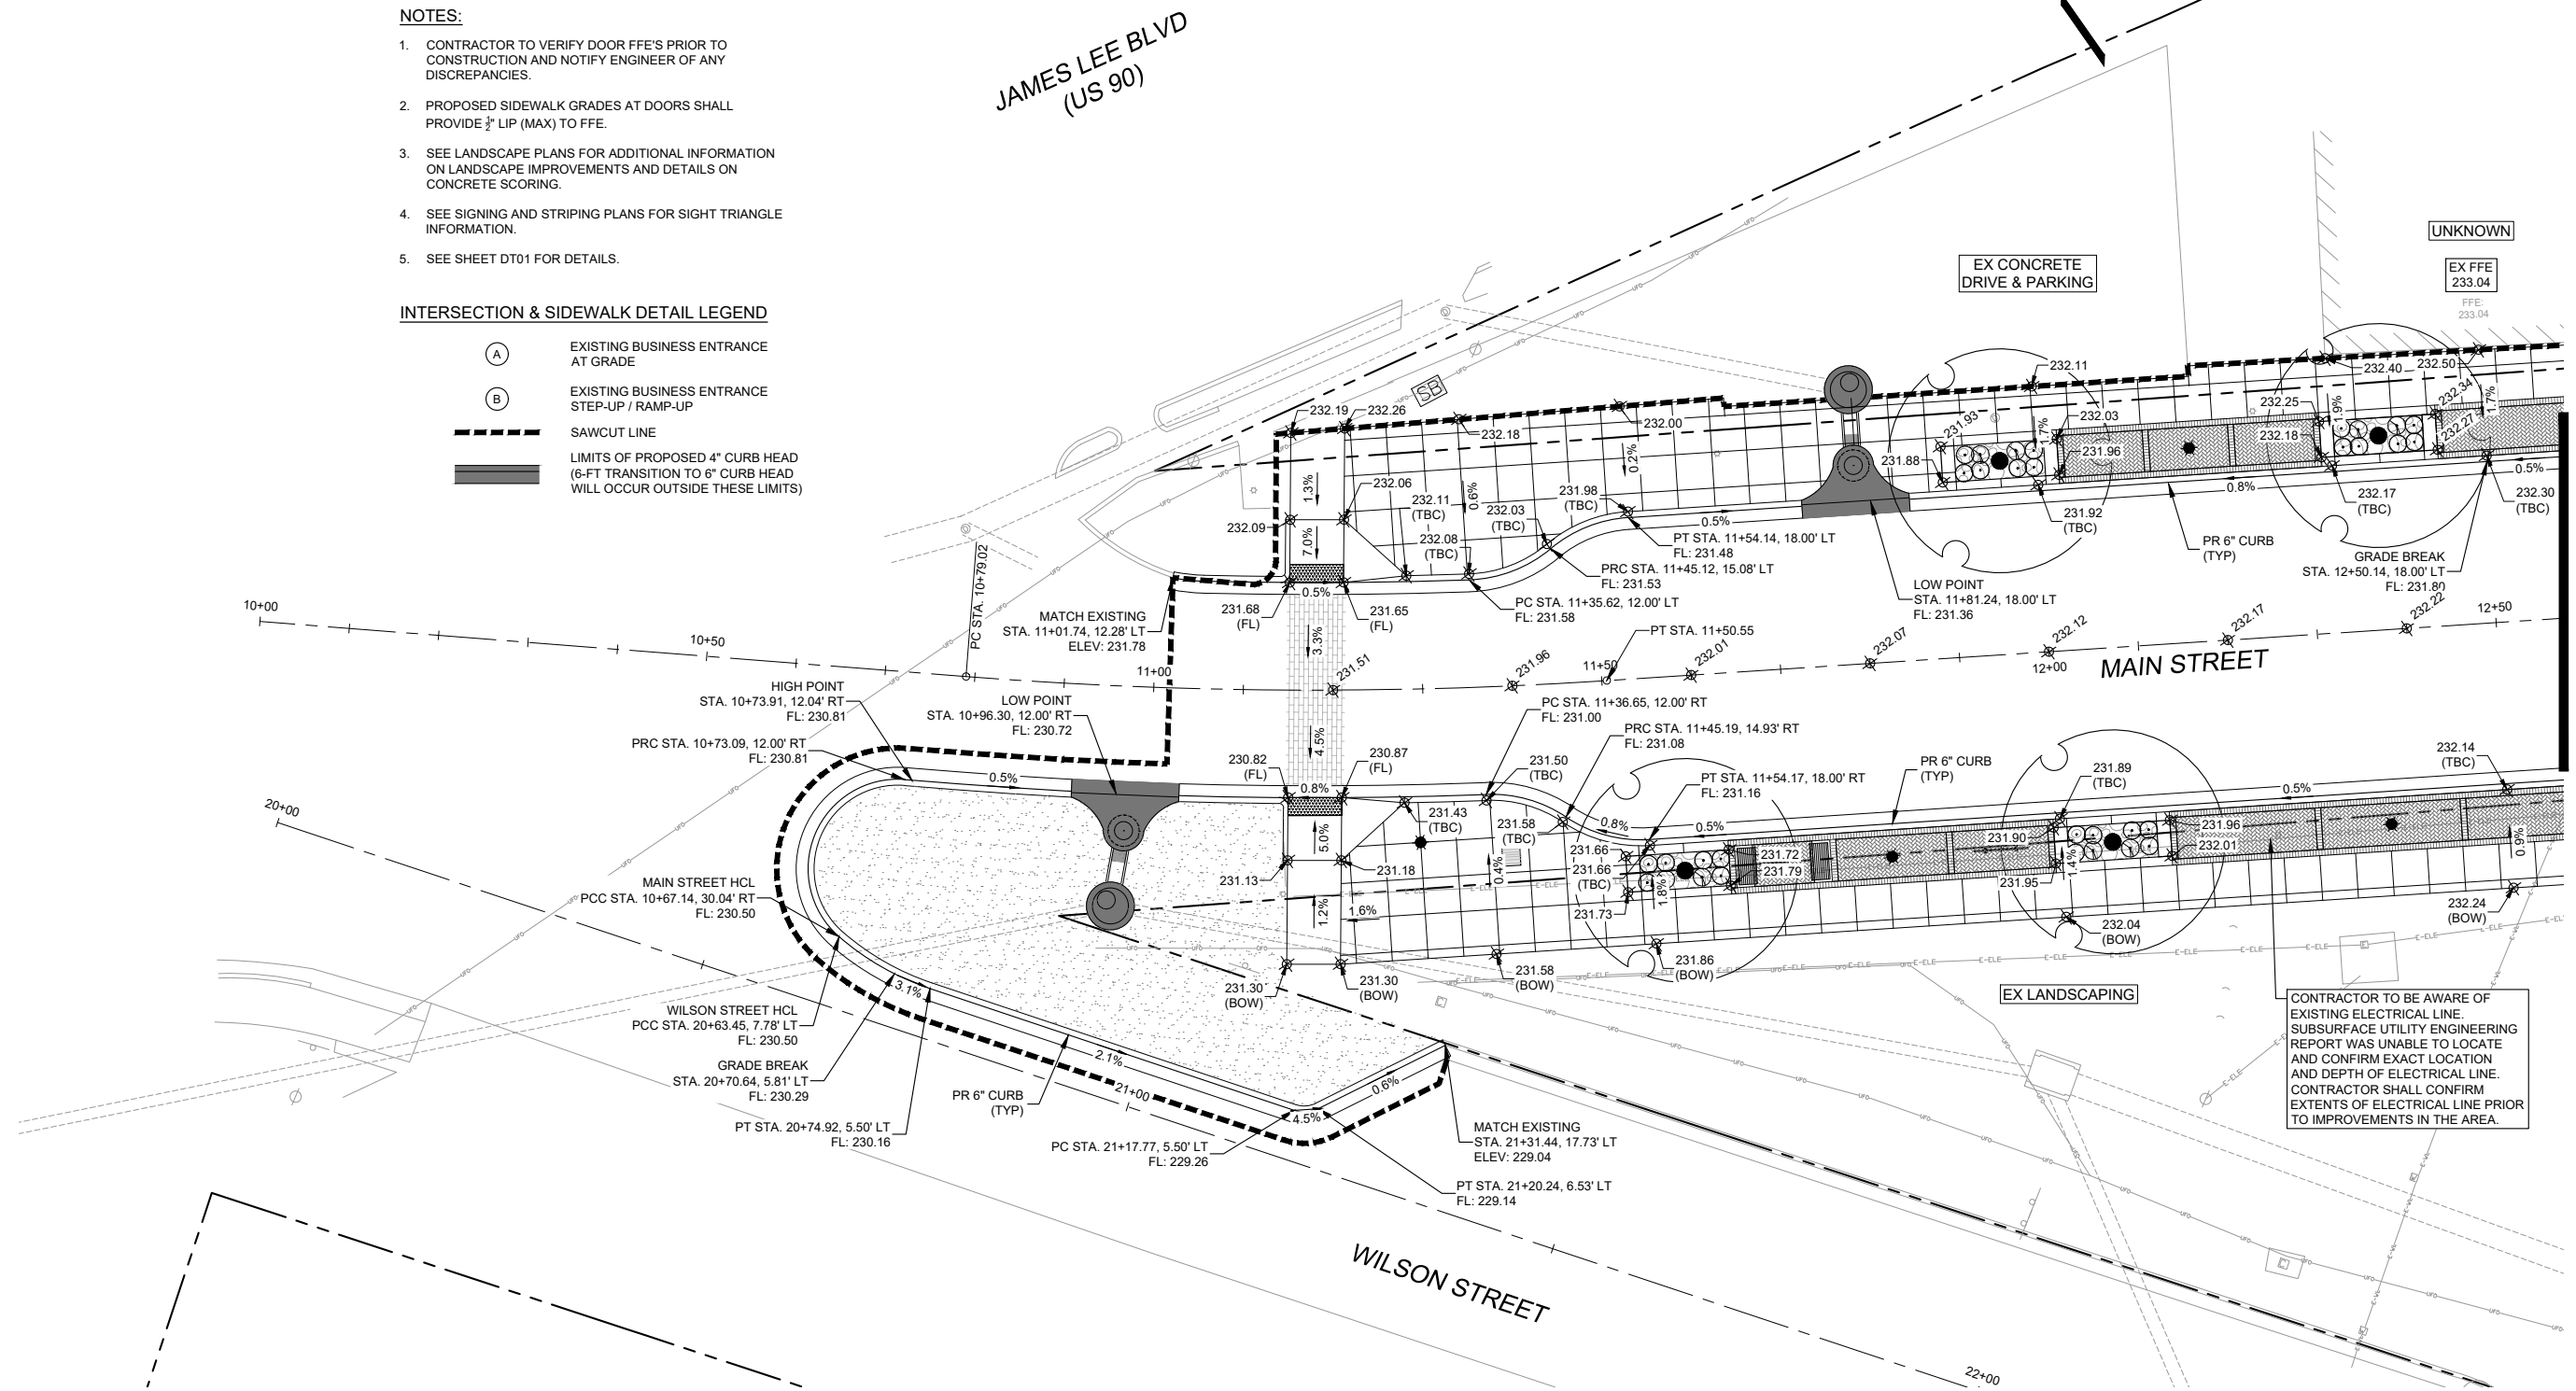 NOTES:
1. CONTRACTOR TO VERIFY DOOR FFE'S PRIOR TO
CONSTRUCTION AND NOTIFY ENGINEER OF ANY
DISCREPANCIES.
2. PROPOSED SIDEWALK GRADES AT DOORS SHALL
PROVIDE ½" LIP (MAX) TO FFE.
3. SEE LANDSCAPE PLANS FOR ADDITIONAL INFORMATION
ON LANDSCAPE IMPROVEMENTS AND DETAILS ON
CONCRETE SCORING.
4. SEE SIGNING AND STRIPING PLANS FOR SIGHT TRIANGLE
INFORMATION.
5. SEE SHEET DT01 FOR DETAILS.
INTERSECTION & SIDEWALK DETAIL LEGEND
A
EXISTING BUSINESS ENTRANCE
AT GRADE
B
EXISTING BUSINESS ENTRANCE
STEP-UP / RAMP-UP
SAWCUT LINE
LIMITS OF PROPOSED 4" CURB HEAD
(6-FT TRANSITION TO 6" CURB HEAD
WILL OCCUR OUTSIDE THESE LIMITS)
JAMES LEE BLVD
(US 90)
UNKNOWN
EX FFE
233.04
FFE:
233.04
EX CONCRETE
DRIVE & PARKING
SB
232.19
232.26
232.18
232.00
232.11
232.40
232.50
232.34
1.7%
232.25
1.9%
232.03
1.7%
231.93
232.18
232.27
231.88
231.96
0.2%
0.5%
0.8%
1.3%
232.06
0.6%
232.11
(TBC)
232.03
(TBC)
231.98
(TBC)
0.5%
232.09
7.0%
232.08
(TBC)
231.92
(TBC)
232.17
(TBC)
232.30
(TBC)
PT STA. 11+54.14, 18.00' LT
FL: 231.48
PR 6" CURB
(TYP)
GRADE BREAK
STA. 12+50.14, 18.00' LT
FL: 231.80
PRC STA. 11+45.12, 15.08' LT
FL: 231.53
LOW POINT
STA. 11+81.24, 18.00' LT
FL: 231.36
PC STA. 11+35.62, 12.00' LT
FL: 231.58
0.5%
231.68
(FL)
231.65
(FL)
MATCH EXISTING
STA. 11+01.74, 12.28' LT
ELEV: 231.78
PC STA. 10+79.02
10+00
10+50
11+00
3.3%
231.51
231.96
11+50
PT STA. 11+50.55
232.01
232.07
232.12
12+00
232.17
232.22
12+50
MAIN STREET
HIGH POINT
STA. 10+73.91, 12.04' RT
FL: 230.81
LOW POINT
STA. 10+96.30, 12.00' RT
FL: 230.72
PRC STA. 10+73.09, 12.00' RT
FL: 230.81
4.5%
PC STA. 11+36.65, 12.00' RT
FL: 231.00
PRC STA. 11+45.19, 14.93' RT
FL: 231.08
230.82
(FL)
230.87
(FL)
0.5%
0.8%
231.50
(TBC)
PT STA. 11+54.17, 18.00' RT
FL: 231.16
PR 6" CURB
(TYP)
231.89
(TBC)
232.14
(TBC)
0.5%
20+00
231.43
(TBC)
231.58
(TBC)
0.8%
0.5%
5.0%
231.66
231.72
231.90
231.96
232.01
0.9%
231.13
231.18
0.4%
231.66
(TBC)
231.79
231.95
1.4%
231.73
1.8%
1.2%
1.6%
232.04
(BOW)
232.24
(BOW)
231.30
(BOW)
231.30
(BOW)
231.58
(BOW)
231.86
(BOW)
MAIN STREET HCL
PCC STA. 10+67.14, 30.04' RT
FL: 230.50
WILSON STREET HCL
PCC STA. 20+63.45, 7.78' LT
FL: 230.50
GRADE BREAK
STA. 20+70.64, 5.81' LT
FL: 230.29
PT STA. 20+74.92, 5.50' LT
FL: 230.16
3.1%
2.1%
21+00
PR 6" CURB
(TYP)
PC STA. 21+17.77, 5.50' LT
FL: 229.26
4.5%
0.6%
MATCH EXISTING
STA. 21+31.44, 17.73' LT
ELEV: 229.04
PT STA. 21+20.24, 6.53' LT
FL: 229.14
EX LANDSCAPING
CONTRACTOR TO BE AWARE OF
EXISTING ELECTRICAL LINE.
SUBSURFACE UTILITY ENGINEERING
REPORT WAS UNABLE TO LOCATE
AND CONFIRM EXACT LOCATION
AND DEPTH OF ELECTRICAL LINE.
CONTRACTOR SHALL CONFIRM
EXTENTS OF ELECTRICAL LINE PRIOR
TO IMPROVEMENTS IN THE AREA.
WILSON STREET
22+00